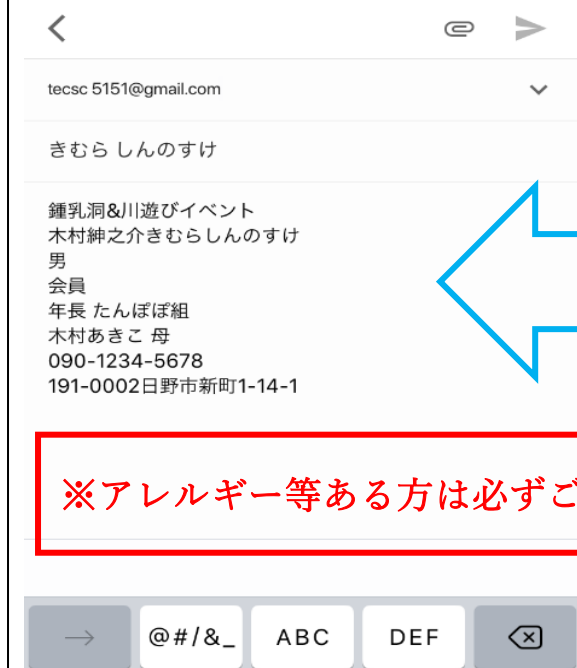 tecsc 5151@gmail.com
きむら しんのすけ
鍾乳洞&川遊びイベント
木村紳之介きむらしんのすけ
男
会員
年長 たんぽぽ組
木村あきこ 母
090-1234-5678
191-0002日野市新町1-14-1
※アレルギー等ある方は必ずご
→ @#/&_ ABC DEF